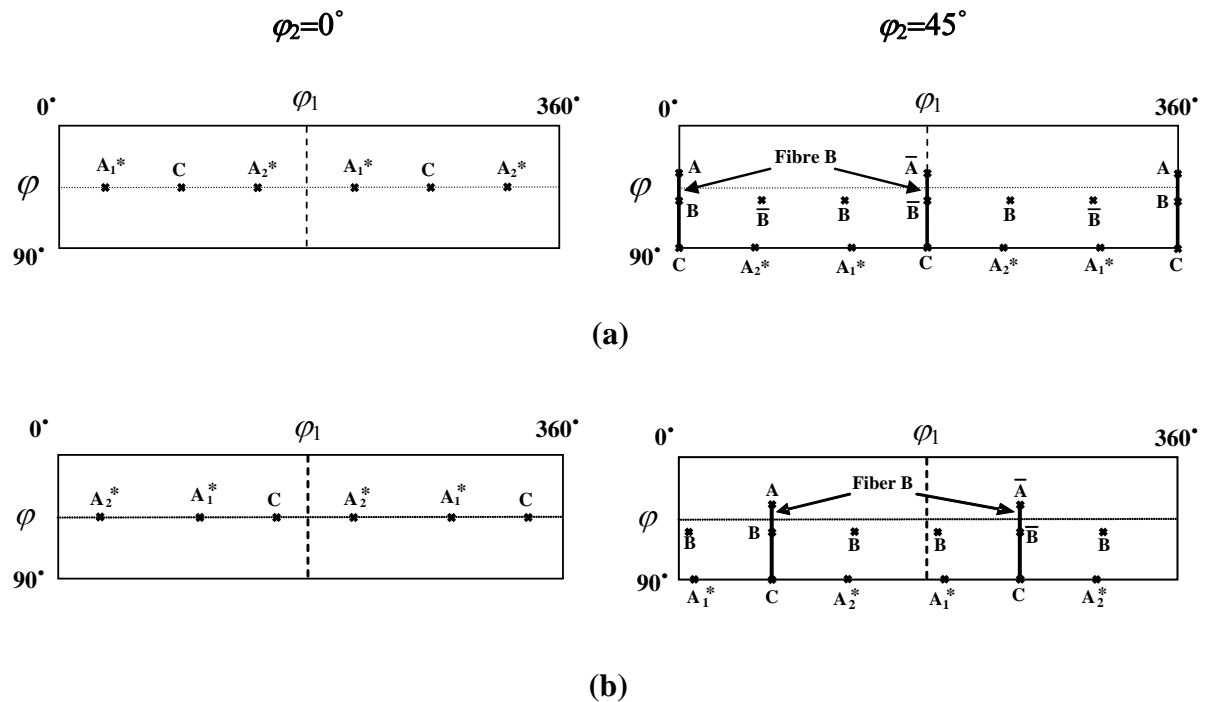 φ₂=0° φ₂=45°
0° φ₁ 360° 0° φ₁ 360°
A₁* C A₂* A₁* C A₂*
φ
90°
Fibre B
A A̅ A
φ
B B̅ B B̅ B B̅ B
90°
C A₂* A₁* C A₂* A₁* C
(a)
0° φ₁ 360° 0° φ₁ 360°
A₂* A₁* C A₂* A₁* C
φ
90°
Fiber B
A A̅
φ
B̅ B B̅ B B̅ B̅
90°
A₁* C A₂* A₁* C A₂*
(b)